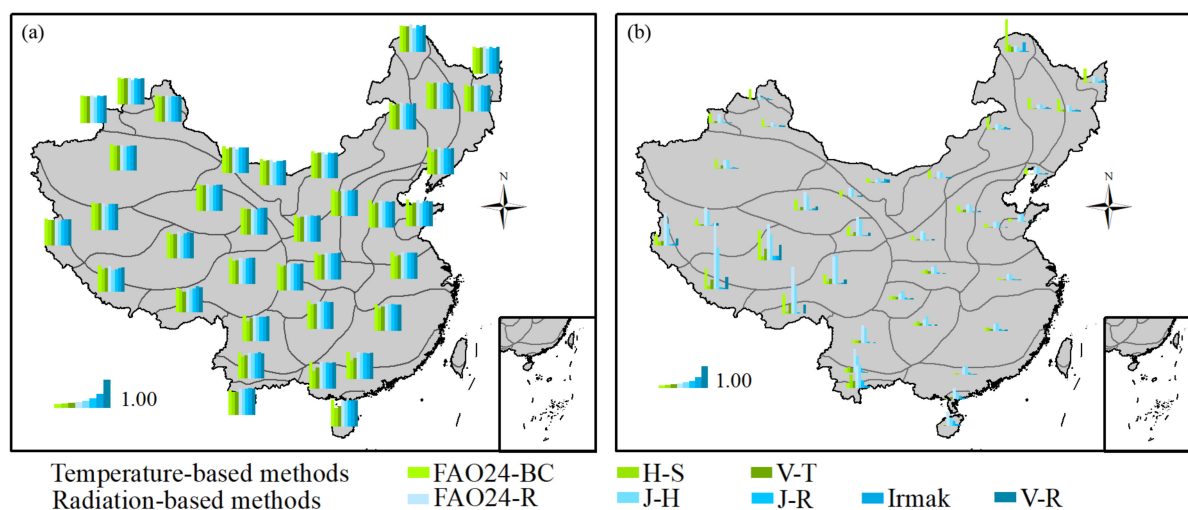 (a)
N
1.00
(b)
N
1.00
Temperature-based methods FAO24-BC H-S V-T
Radiation-based methods FAO24-R J-H J-R Irmak V-R